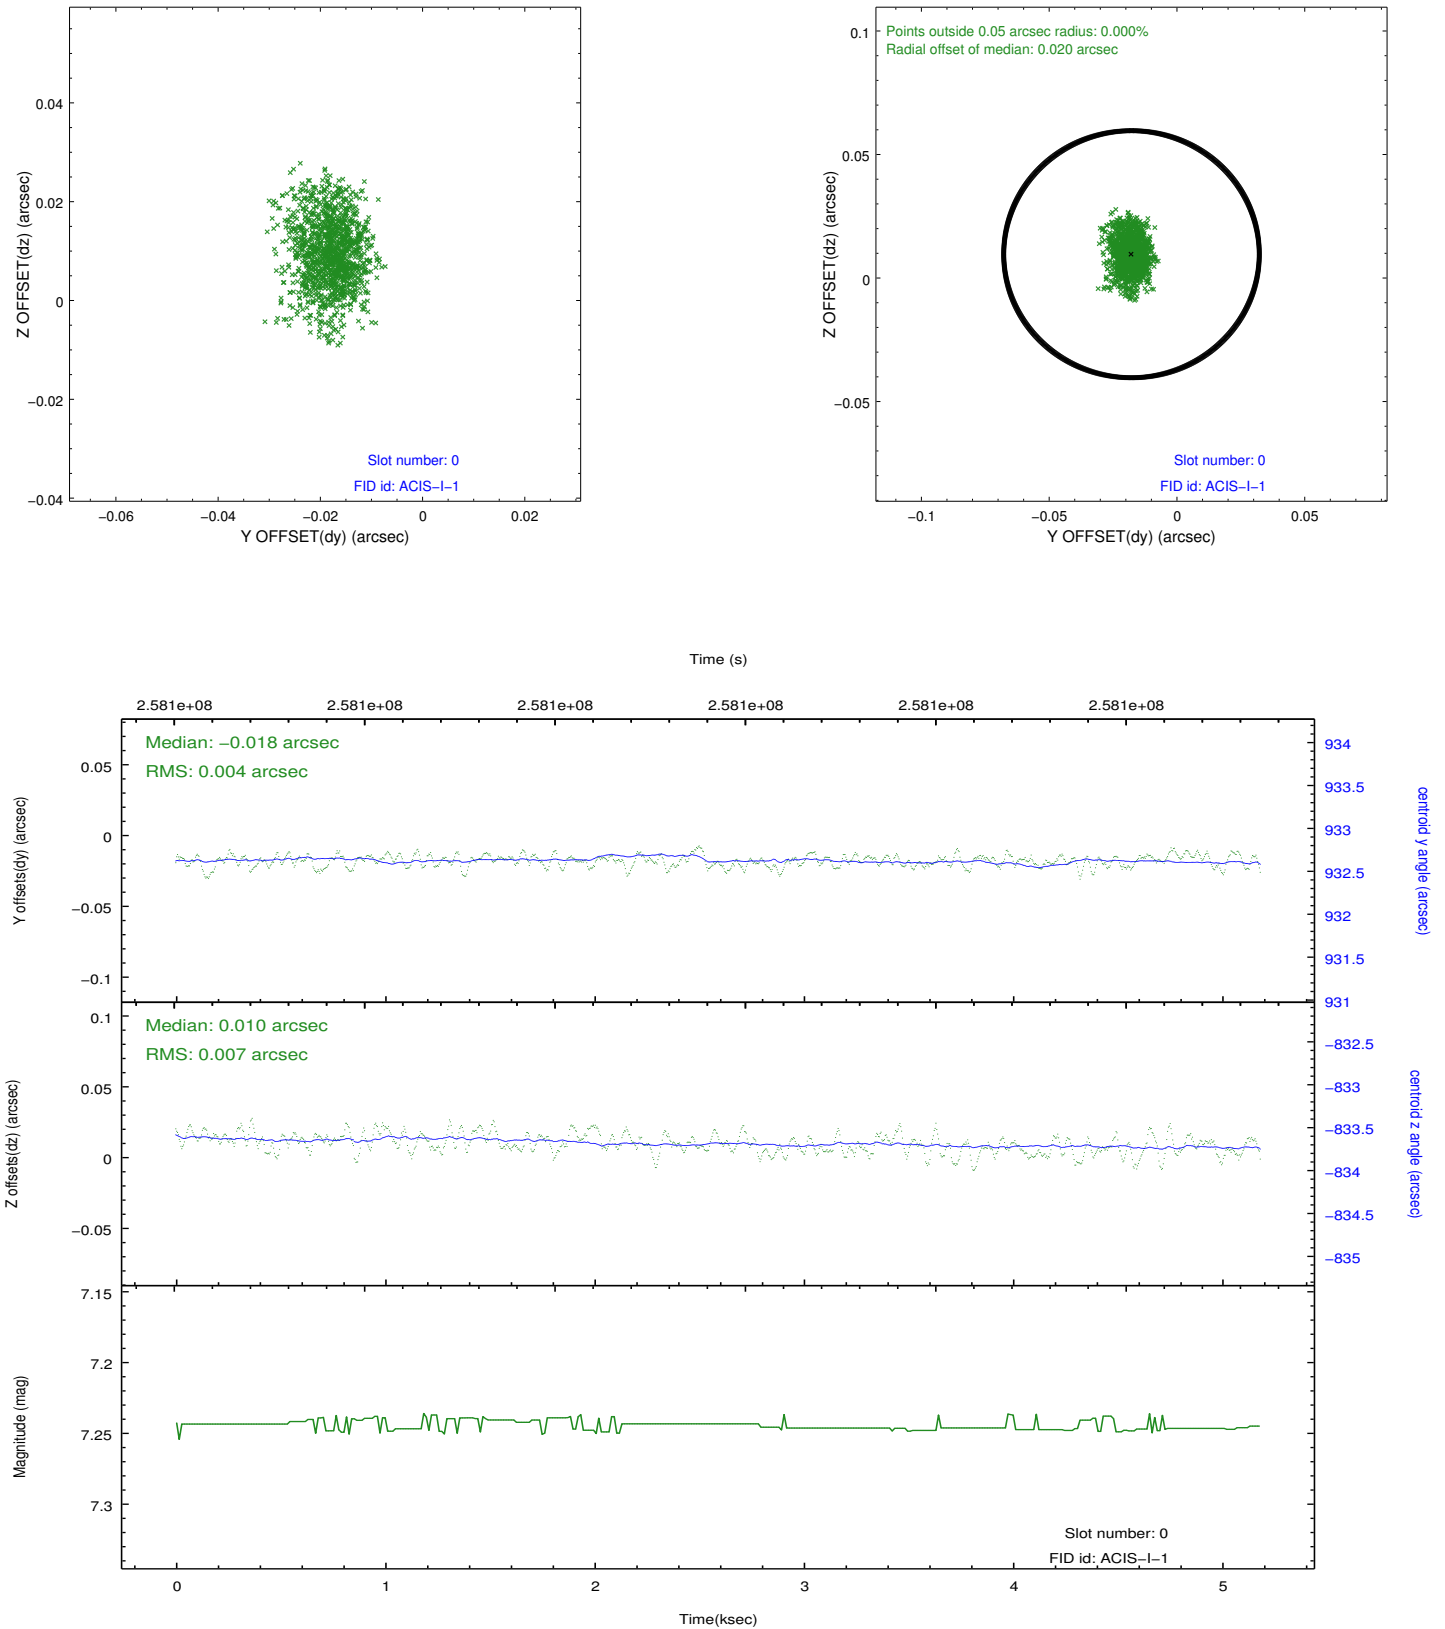 0.04
0.02
0
−0.02
−0.04
Z OFFSET(dz) (arcsec)
Slot number: 0
FID id: ACIS−I−1
−0.06
−0.04
−0.02
0
0.02
Y OFFSET(dy) (arcsec)
Points outside 0.05 arcsec radius: 0.000%
Radial offset of median: 0.020 arcsec
0.1
0.05
0
−0.05
Z OFFSET(dz) (arcsec)
Slot number: 0
FID id: ACIS−I−1
−0.1
−0.05
0
0.05
Y OFFSET(dy) (arcsec)
Time (s)
2.581e+08
2.581e+08
2.581e+08
2.581e+08
2.581e+08
2.581e+08
Median: −0.018 arcsec
RMS: 0.004 arcsec
0.05
0
−0.05
−0.1
Y offsets(dy) (arcsec)
934
933.5
933
932.5
932
931.5
931
centroid y angle (arcsec)
Median: 0.010 arcsec
RMS: 0.007 arcsec
0.1
0.05
0
−0.05
Z offsets(dz) (arcsec)
−832.5
−833
−833.5
−834
−834.5
−835
centroid z angle (arcsec)
7.15
7.2
7.25
7.3
Magnitude (mag)
Slot number: 0
FID id: ACIS−I−1
0
1
2
3
4
5
Time(ksec)